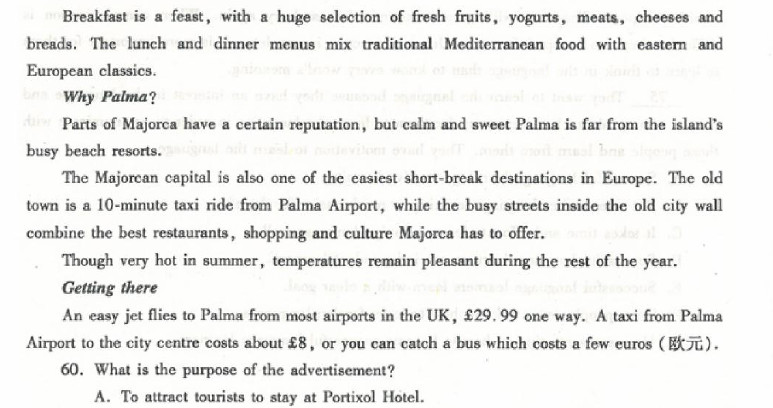 Breakfast is a feast, with a huge selection of fresh fruits, yogurts, meats, cheeses and
breads. The lunch and dinner menus mix traditional Mediterranean food with eastern and
European classics.
Why Palma?
Parts of Majorca have a certain reputation, but calm and sweet Palma is far from the island's
busy beach resorts.
The Majorcan capital is also one of the easiest short-break destinations in Europe. The old
town is a 10-minute taxi ride from Palma Airport, while the busy streets inside the old city wall
combine the best restaurants, shopping and culture Majorca has to offer.
Though very hot in summer, temperatures remain pleasant during the rest of the year.
Getting there
An easy jet flies to Palma from most airports in the UK, £29.99 one way. A taxi from Palma
Airport to the city centre costs about £8, or you can catch a bus which costs a few euros (欧元).
60. What is the purpose of the advertisement?
A. To attract tourists to stay at Portixol Hotel.